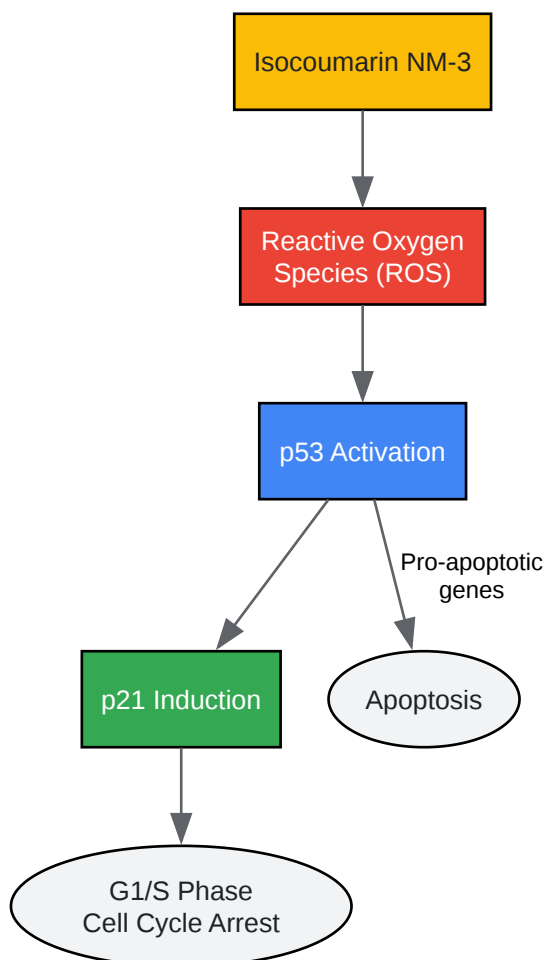 Isocoumarin NM-3
Reactive Oxygen
Species (ROS)
p53 Activation
Pro-apoptotic
genes
p21 Induction
Apoptosis
G1/S Phase
Cell Cycle Arrest